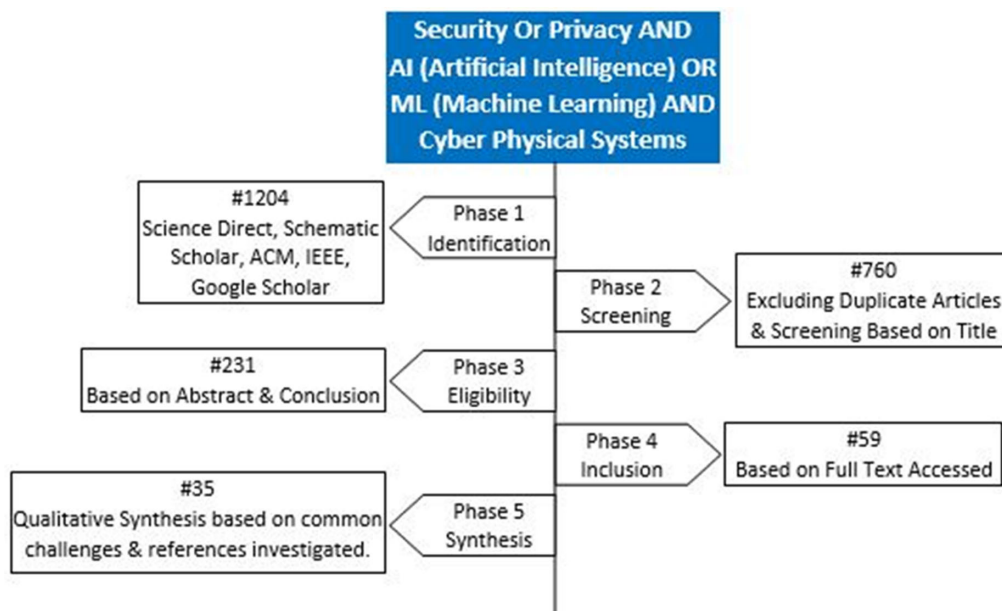 Security Or Privacy AND
AI (Artificial Intelligence) OR
ML (Machine Learning) AND
Cyber Physical Systems
#1204
Science Direct, Schematic
Scholar, ACM, IEEE,
Google Scholar
Phase 1
Identification
Phase 2
Screening
#760
Excluding Duplicate Articles
& Screening Based on Title
#231
Based on Abstract & Conclusion
Phase 3
Eligibility
Phase 4
Inclusion
#59
Based on Full Text Accessed
#35
Qualitative Synthesis based on common
challenges & references investigated.
Phase 5
Synthesis